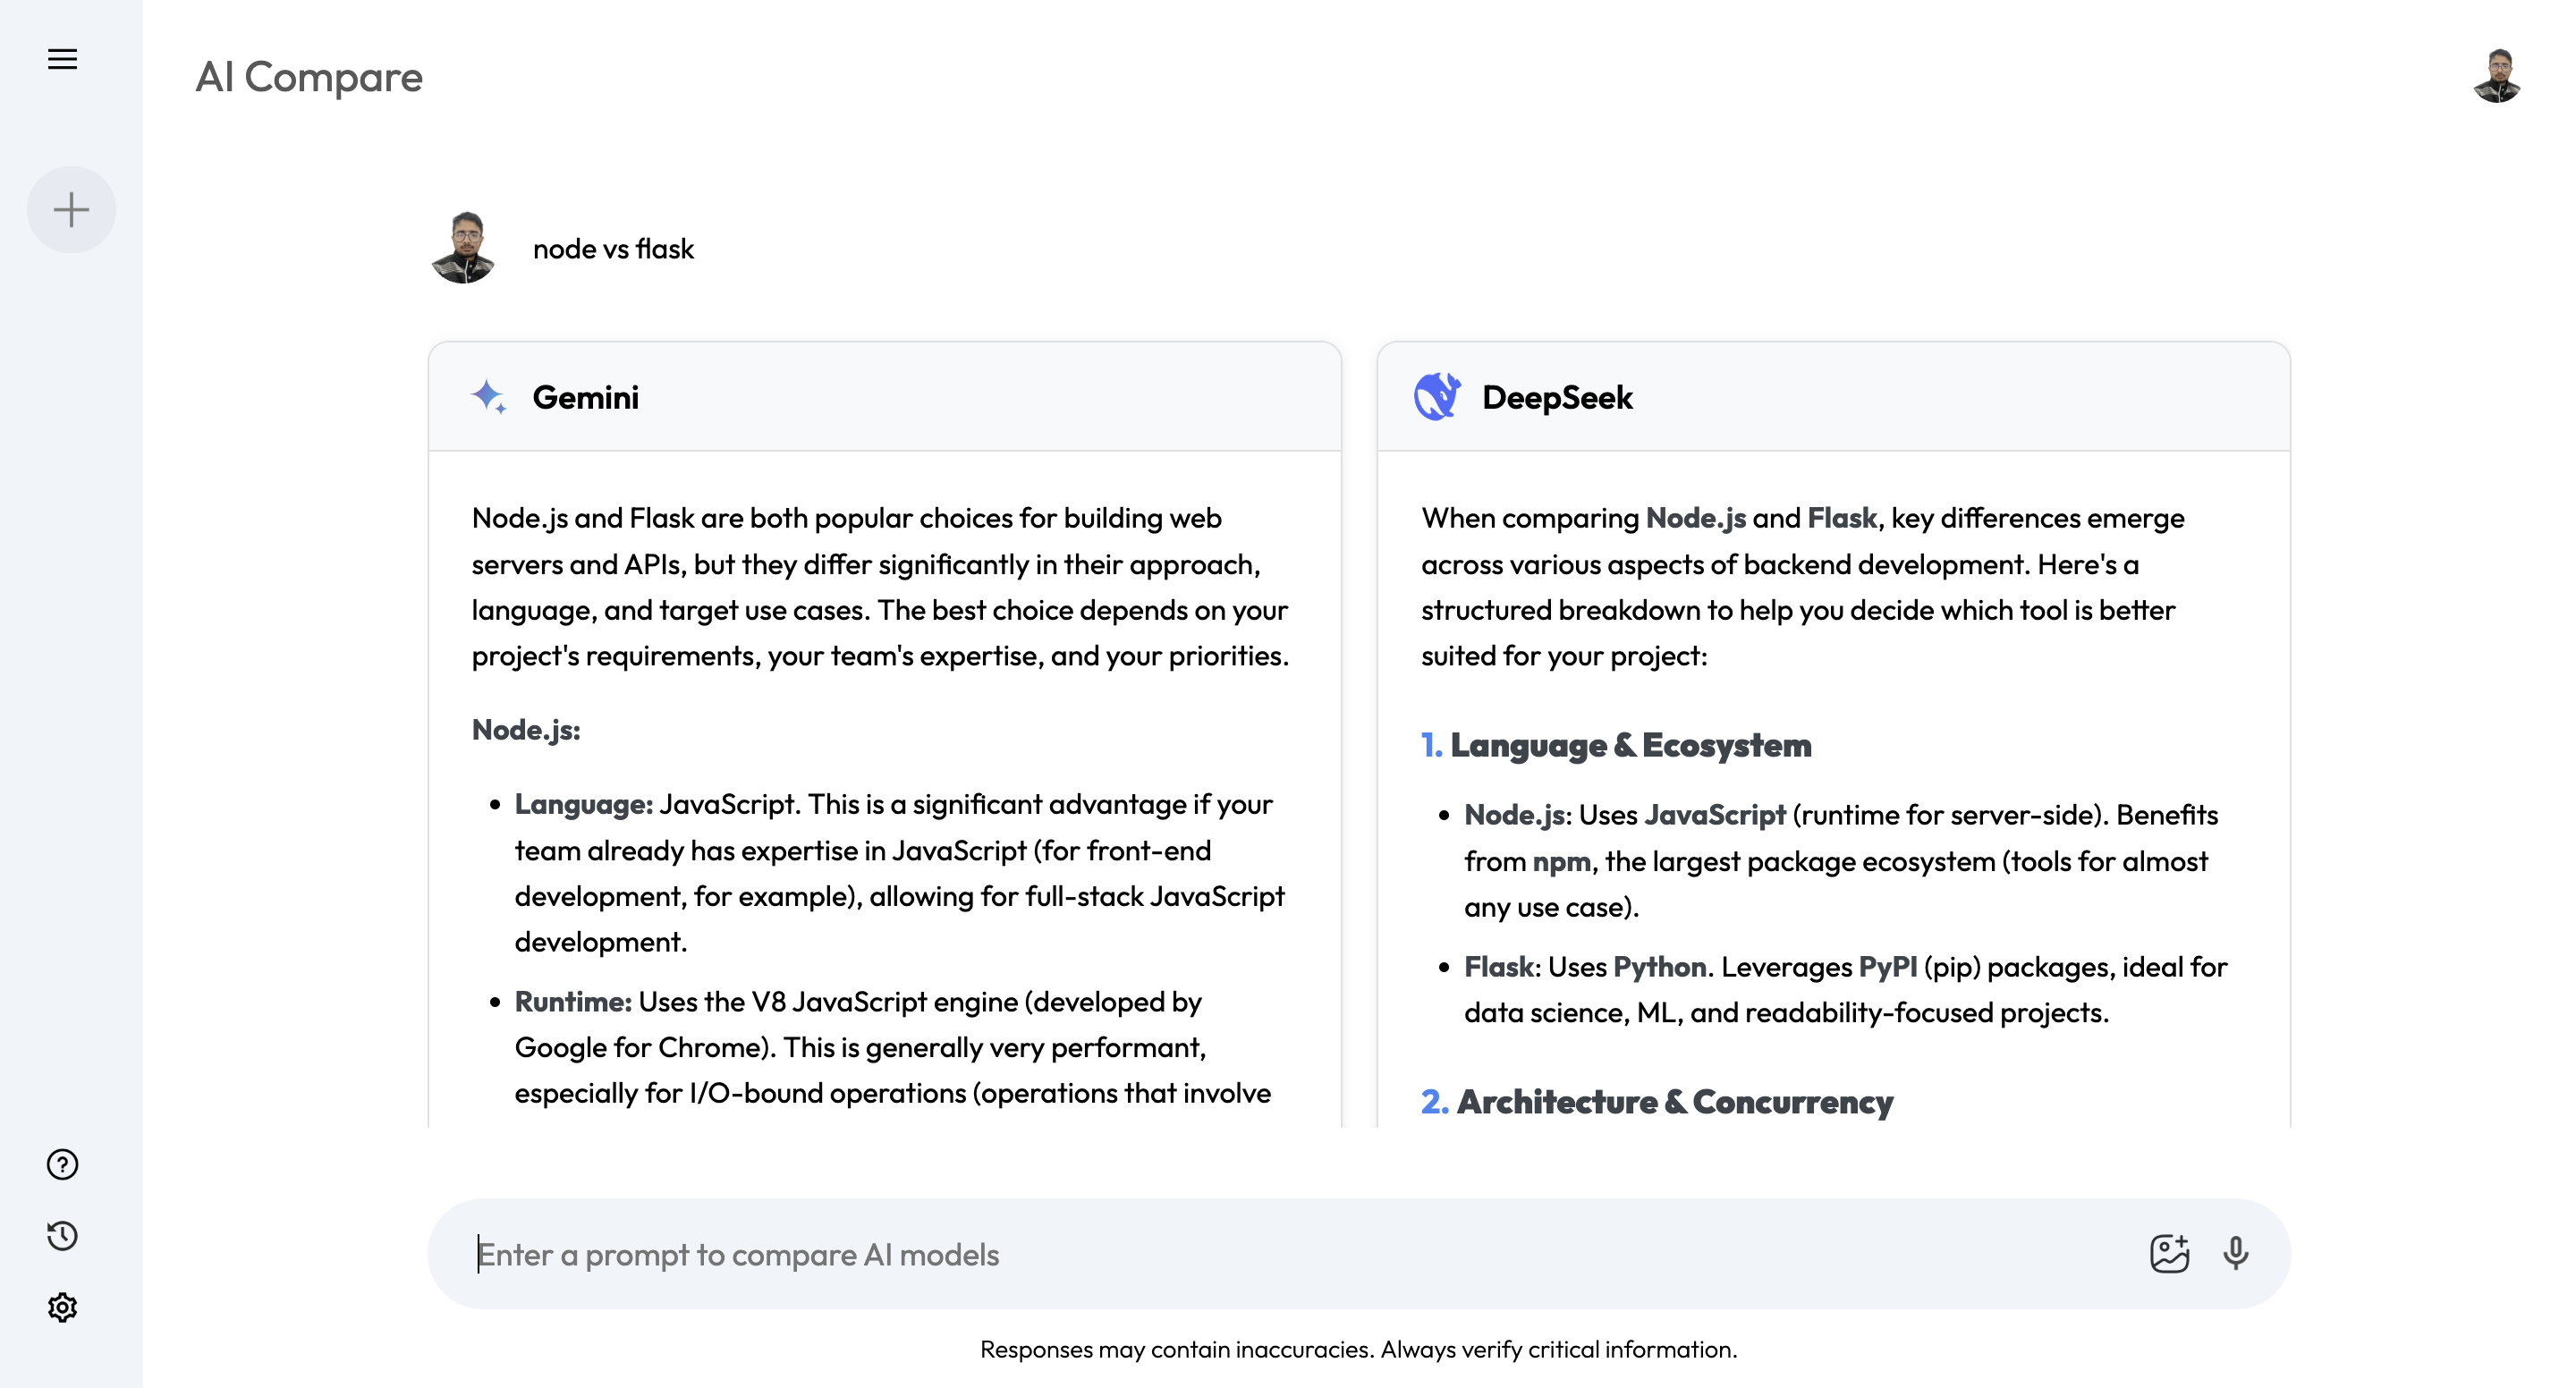 AI Compare
node vs flask
Gemini
Node.js and Flask are both popular choices for building web
servers and APIs, but they differ significantly in their approach,
language, and target use cases. The best choice depends on your
project's requirements, your team's expertise, and your priorities.
Node.js:
• Language: JavaScript. This is a significant advantage if your
team already has expertise in JavaScript (for front-end
development, for example), allowing for full-stack JavaScript
development.
• Runtime: Uses the V8 JavaScript engine (developed by
Google for Chrome). This is generally very performant,
especially for I/O-bound operations (operations that involve
DeepSeek
When comparing Node.js and Flask, key differences emerge
across various aspects of backend development. Here's a
structured breakdown to help you decide which tool is better
suited for your project:
1. Language & Ecosystem
• Node.js: Uses JavaScript (runtime for server-side). Benefits
from npm, the largest package ecosystem (tools for almost
any use case).
• Flask: Uses Python. Leverages PyPI (pip) packages, ideal for
data science, ML, and readability-focused projects.
2. Architecture & Concurrency
Enter a prompt to compare AI models
Responses may contain inaccuracies. Always verify critical information.